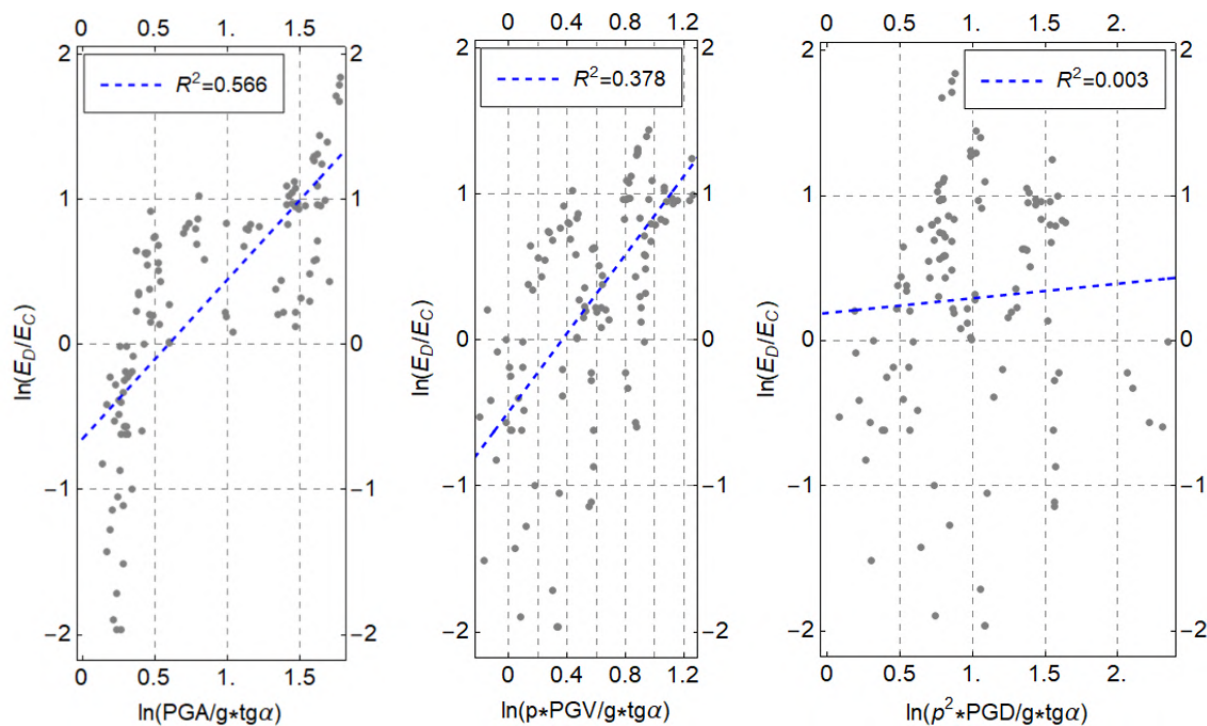 0 0.5 1. 1.5
2
1
0
−1
−2
2
1
0
−1
−2
0 0.5 1. 1.5
R²=0.566
ln(E_D/E_C)
ln(PGA/g*tgα)
0 0.4 0.8 1.2
2
1
0
−1
−2
2
1
0
−1
−2
0 0.4 0.8 1.2
R²=0.378
ln(E_D/E_C)
ln(p*PGV/g*tgα)
0 0.5 1. 1.5 2.
2
1
0
−1
−2
2
1
0
−1
−2
0 0.5 1. 1.5 2.
R²=0.003
ln(E_D/E_C)
ln(p²*PGD/g*tgα)